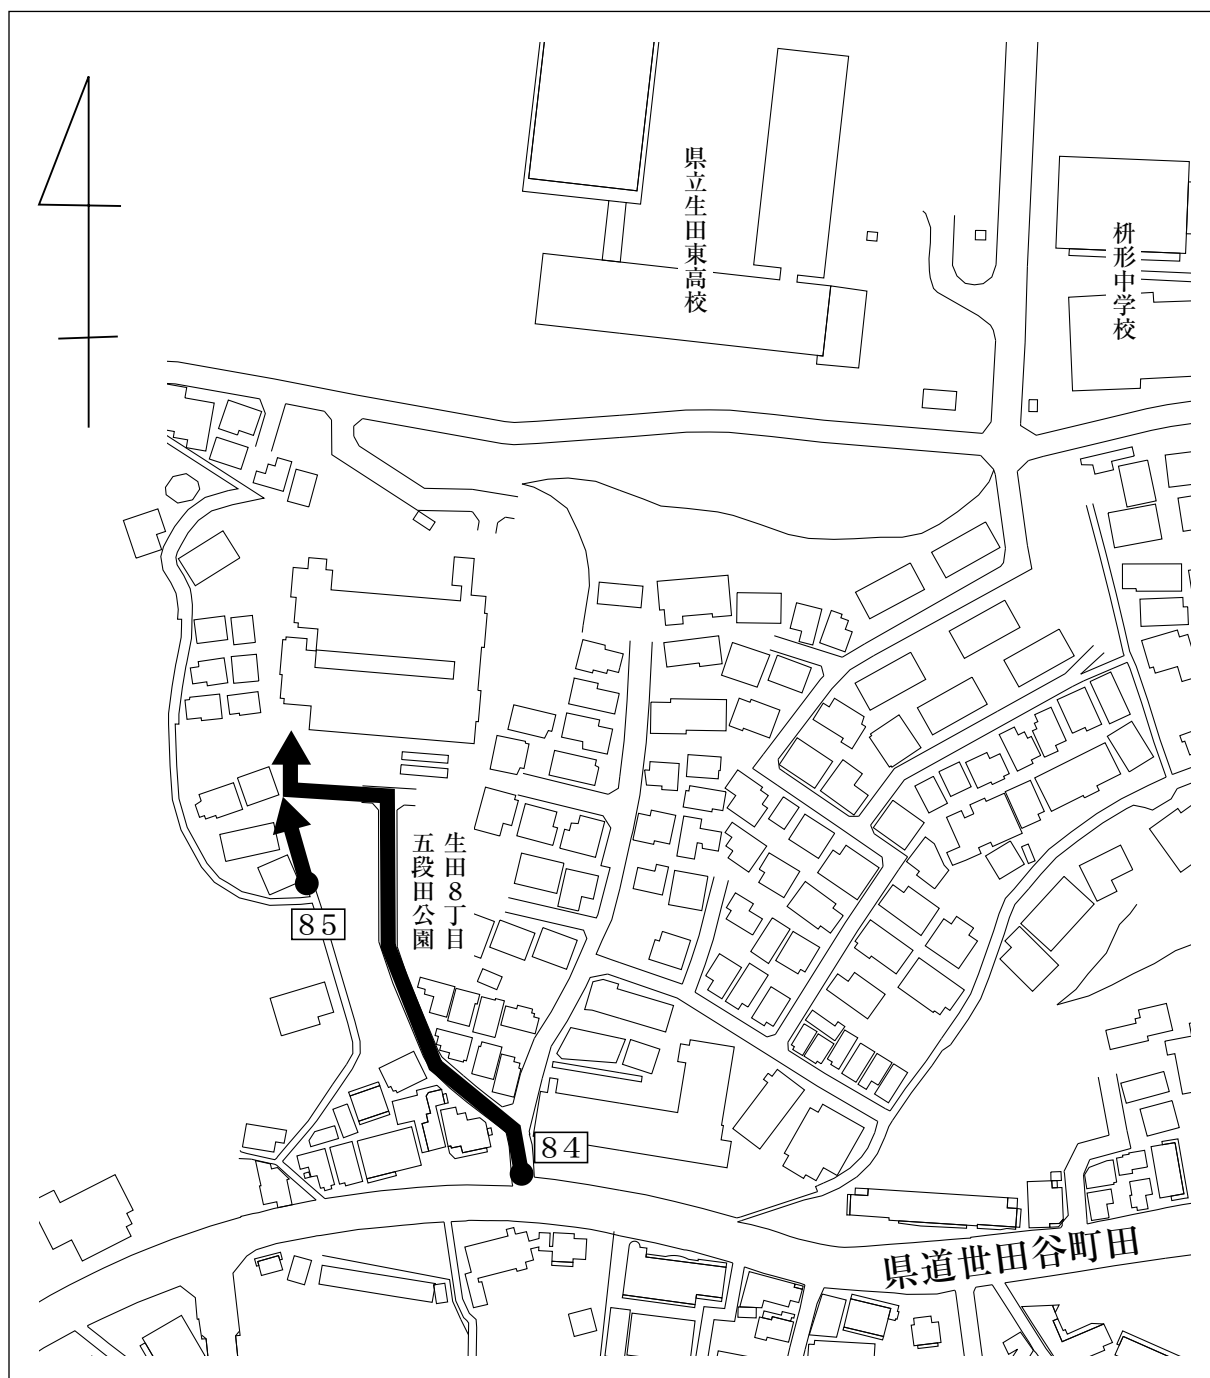 県立生田東高校
枡形中学校
生田８丁目
五段田公園
８５
８４
県道世田谷町田